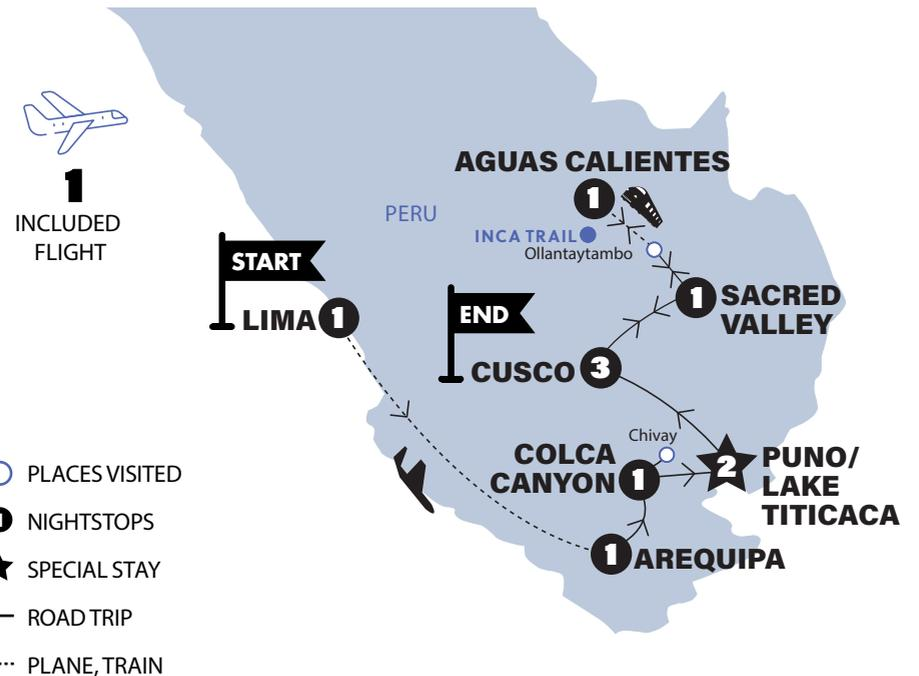 AGUAS CALIENTES
1
1
INCLUDED
FLIGHT
PERU
INCA TRAIL
Ollantaytambo
START
LIMA 1
1 SACRED
VALLEY
END
CUSCO 3
Chivay
COLCA
CANYON 1
2 PUNO/
LAKE
TITICACA
1 AREQUIPA
PLACES VISITED
1 NIGHTSTOPS
SPECIAL STAY
ROAD TRIP
PLANE, TRAIN